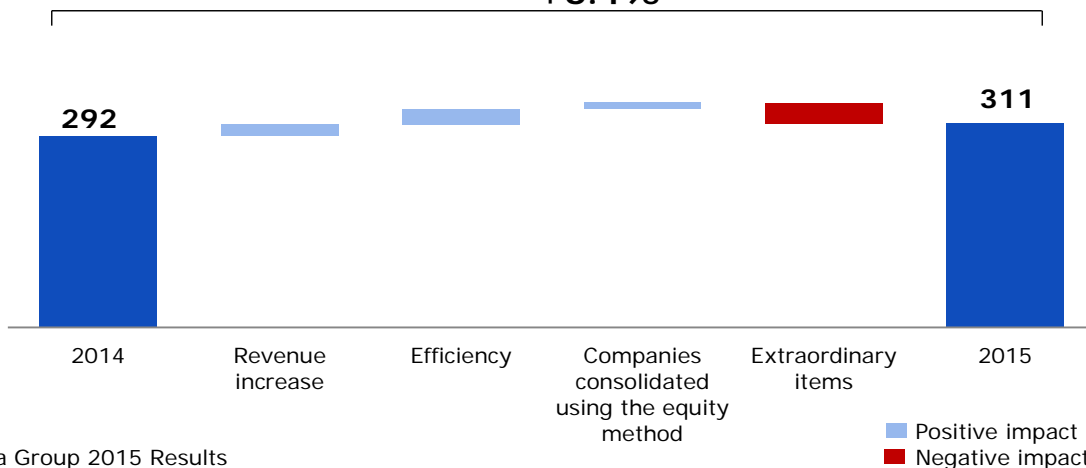 292
311
2014
Revenue
increase
Efficiency
Companies
consolidated
using the equity
method
Extraordinary
items
2015
Positive impact
Negative impact
Group 2015 Results